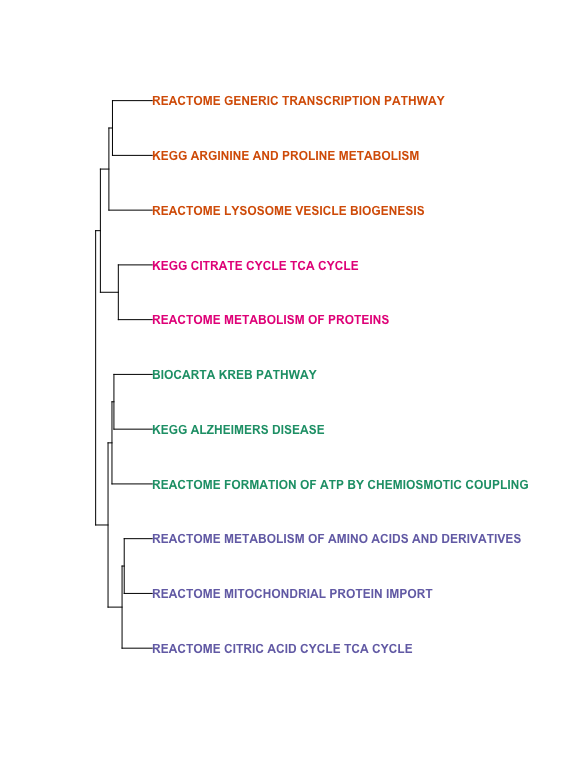 REACTOME GENERIC TRANSCRIPTION PATHWAY
KEGG ARGININE AND PROLINE METABOLISM
REACTOME LYSOSOME VESICLE BIOGENESIS
KEGG CITRATE CYCLE TCA CYCLE
REACTOME METABOLISM OF PROTEINS
BIOCARTA KREB PATHWAY
KEGG ALZHEIMERS DISEASE
REACTOME FORMATION OF ATP BY CHEMIOSMOTIC COUPLING
REACTOME METABOLISM OF AMINO ACIDS AND DERIVATIVES
REACTOME MITOCHONDRIAL PROTEIN IMPORT
REACTOME CITRIC ACID CYCLE TCA CYCLE